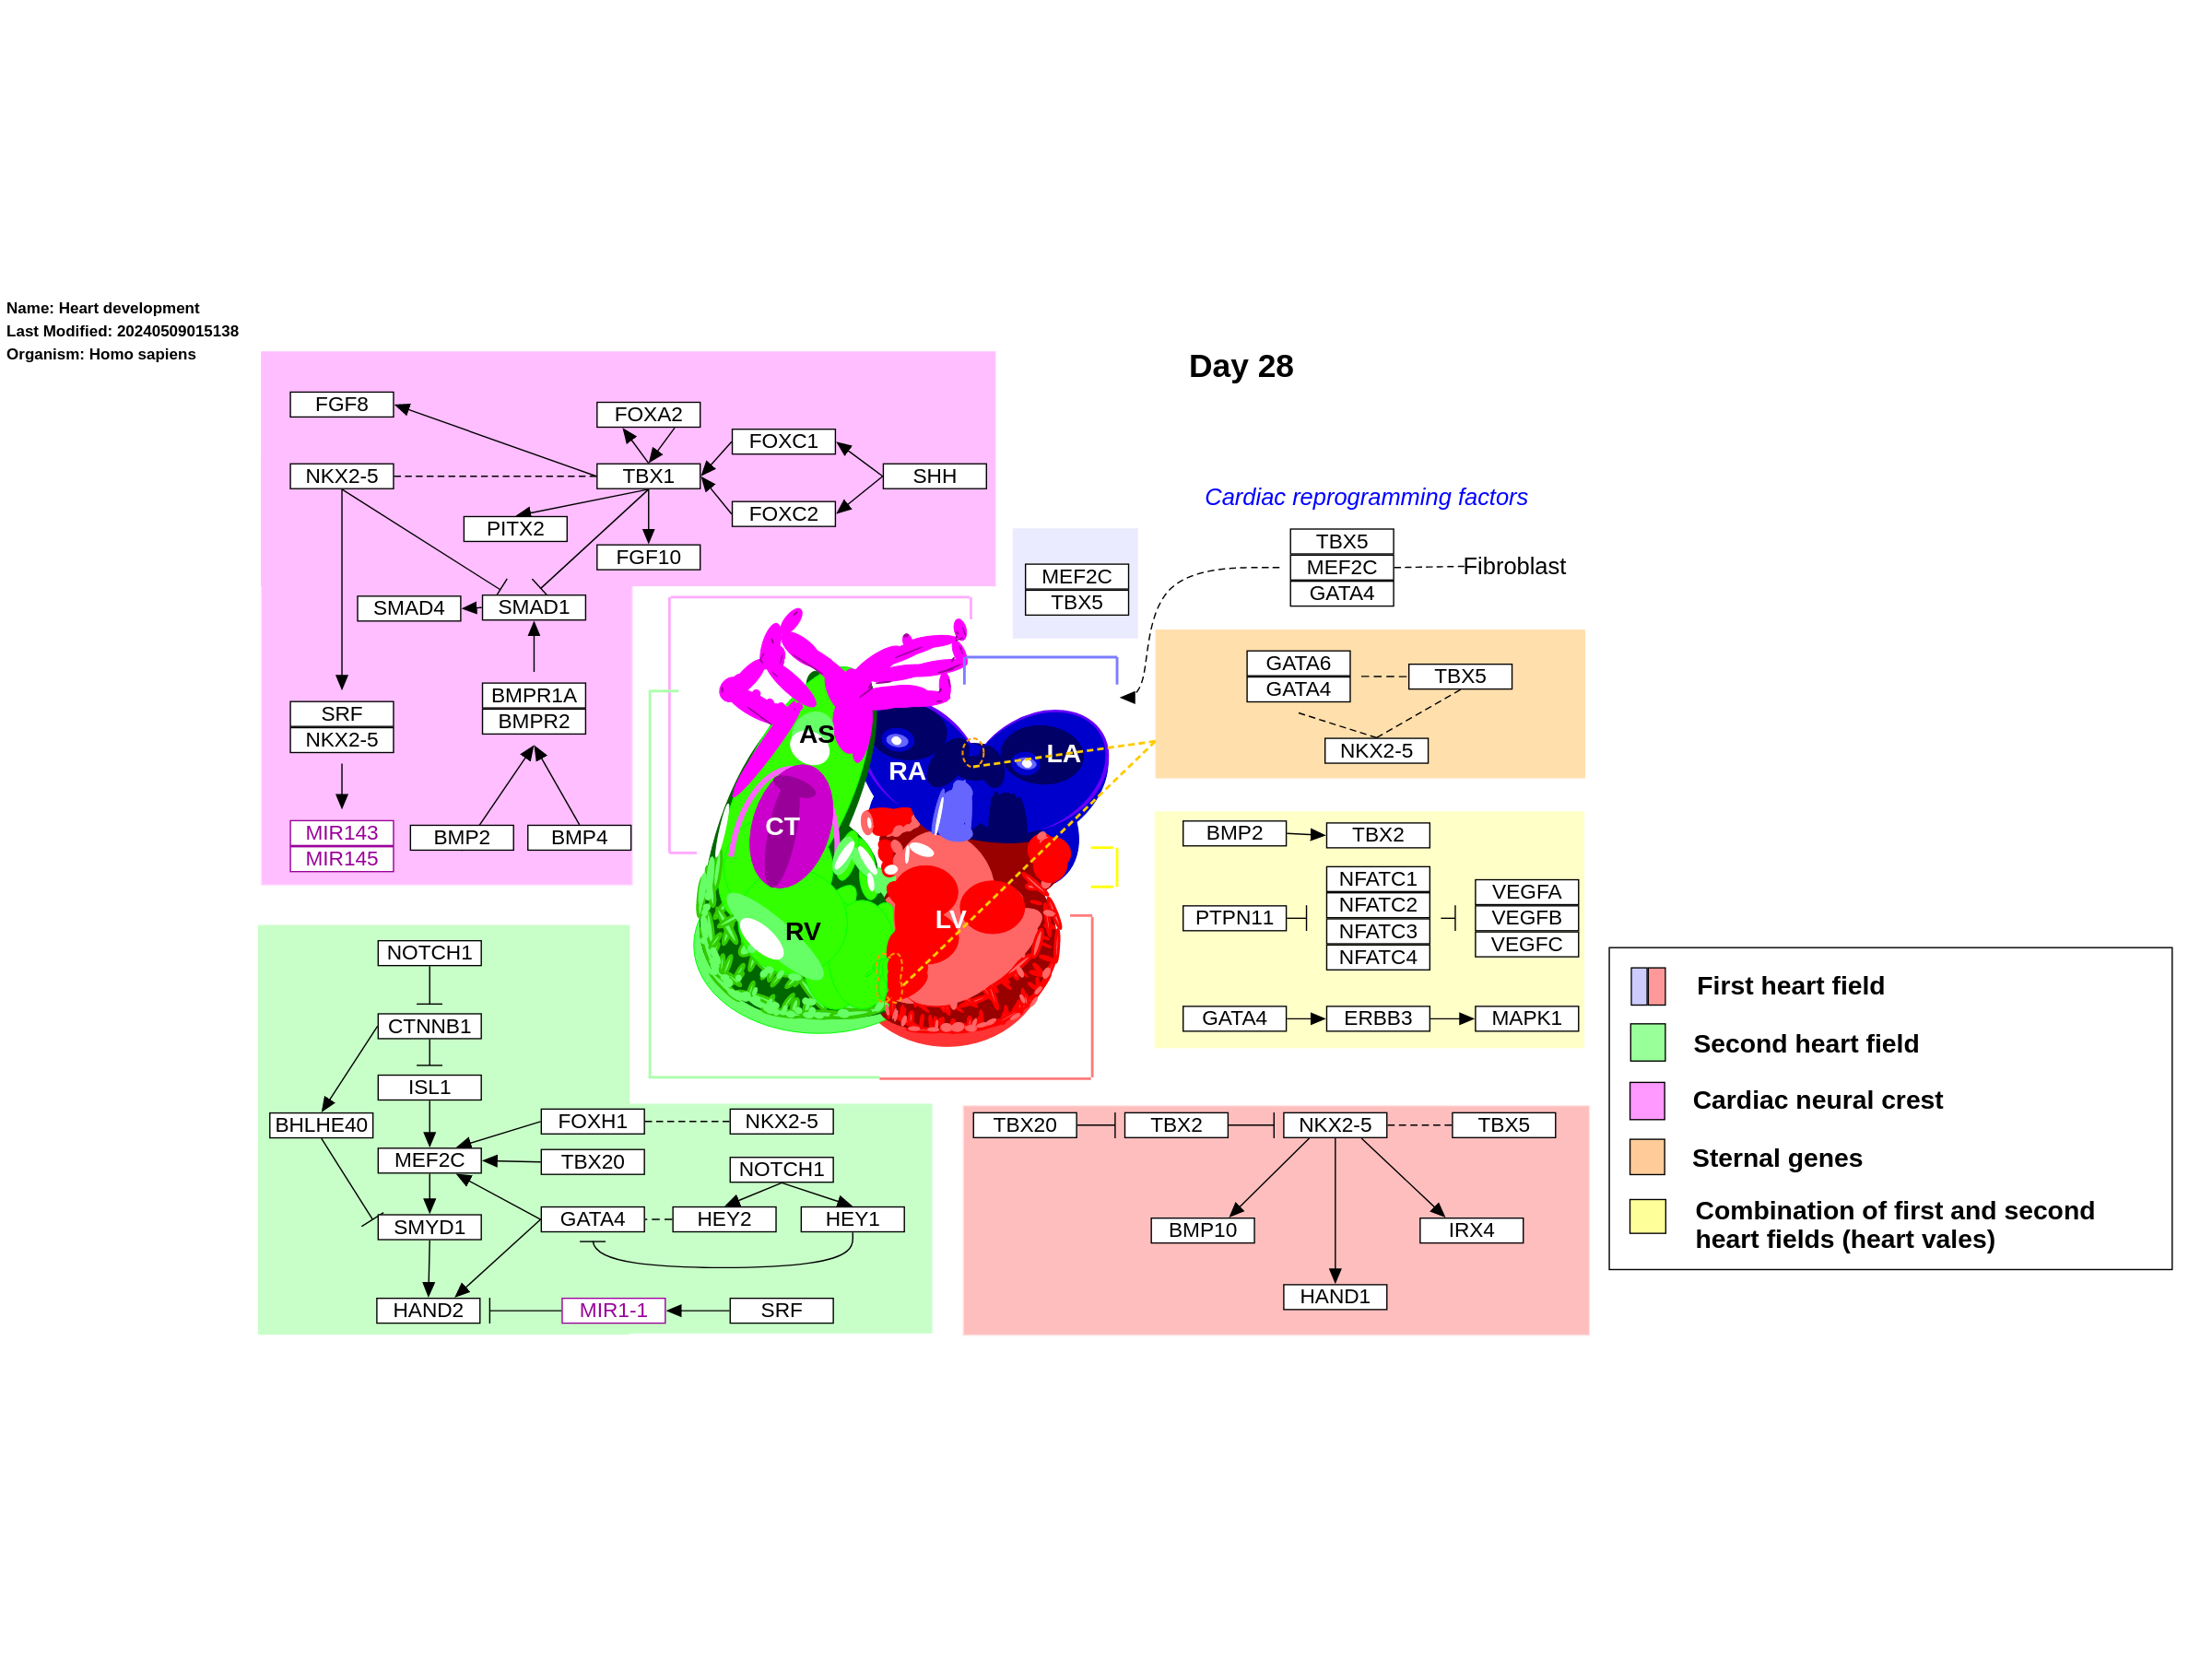 Name: Heart development
Last Modified: 20240509015138
Organism: Homo sapiens
Day 28
FGF8
FOXA2
FOXC1
NKX2-5
TBX1
SHH
FOXC2
PITX2
FGF10
SMAD4
SMAD1
BMPR1A
BMPR2
SRF
NKX2-5
MIR143
MIR145
BMP2
BMP4
Cardiac reprogramming factors
TBX5
MEF2C
GATA4
Fibroblast
MEF2C
TBX5
GATA6
GATA4
TBX5
NKX2-5
AS
RA
LA
CT
RV
LV
BMP2
TBX2
NFATC1
NFATC2
NFATC3
NFATC4
PTPN11
VEGFA
VEGFB
VEGFC
GATA4
ERBB3
MAPK1
NOTCH1
CTNNB1
ISL1
BHLHE40
FOXH1
NKX2-5
MEF2C
TBX20
NOTCH1
SMYD1
GATA4
HEY2
HEY1
HAND2
MIR1-1
SRF
TBX20
TBX2
NKX2-5
TBX5
BMP10
IRX4
HAND1
First heart field
Second heart field
Cardiac neural crest
Sternal genes
Combination of first and second
heart fields (heart vales)